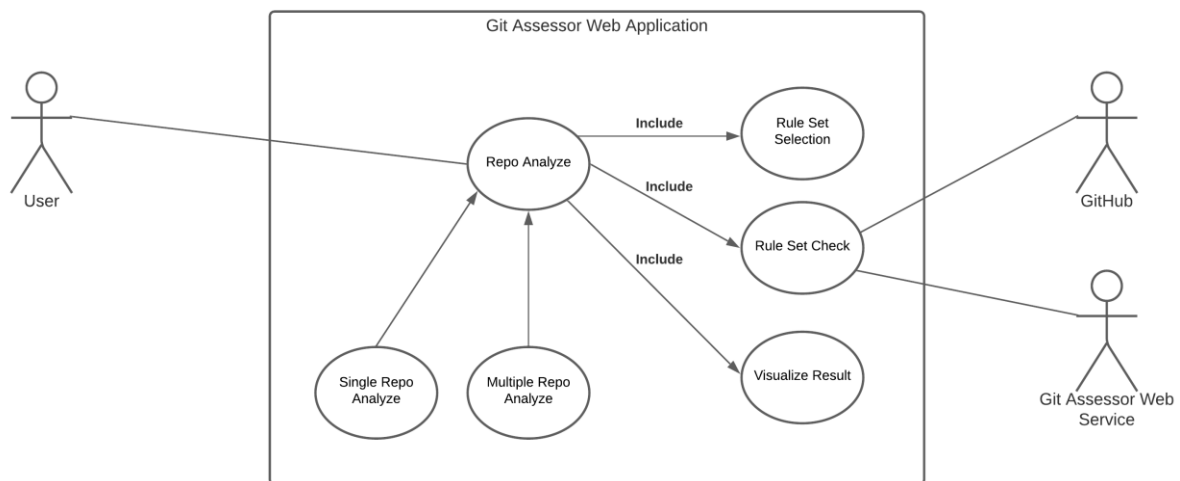 Git Assessor Web Application
User
Repo Analyze
Include
Rule Set
Selection
Include
Rule Set Check
Include
Visualize Result
Single Repo
Analyze
Multiple Repo
Analyze
GitHub
Git Assessor Web
Service